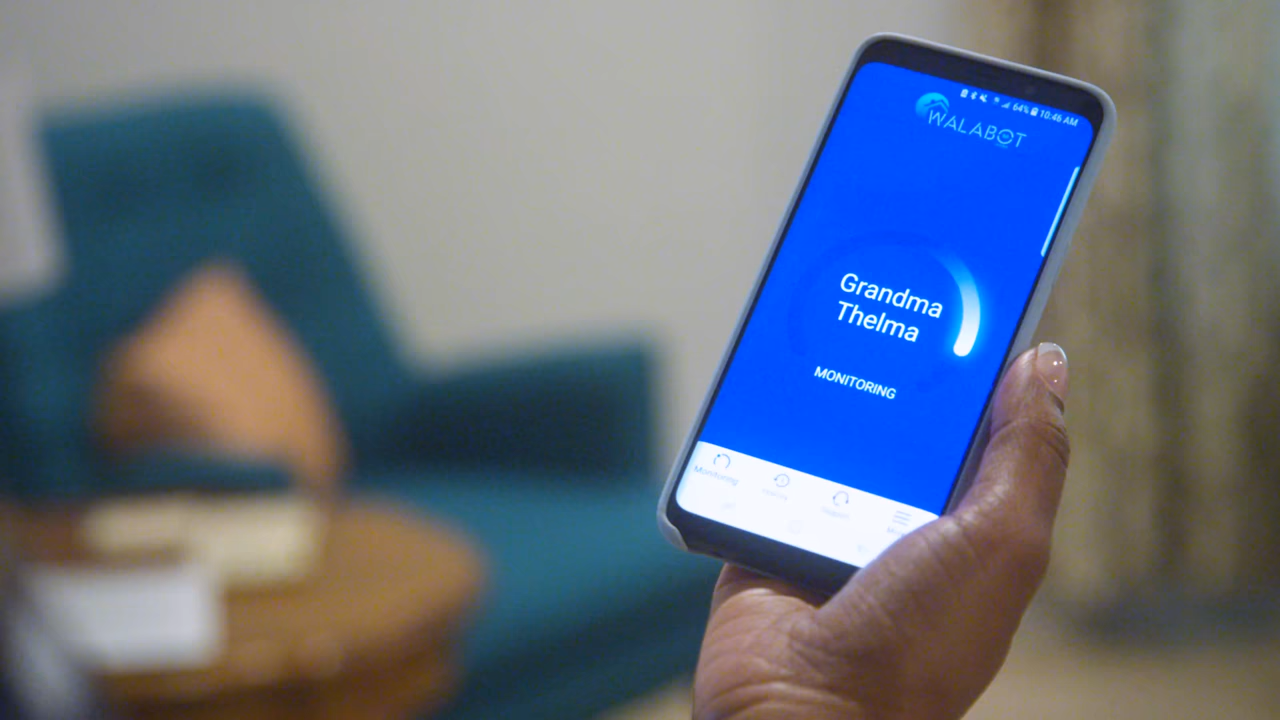 64% 10:46 AM
WALABOT
Grandma
Thelma
MONITORING
Monitoring